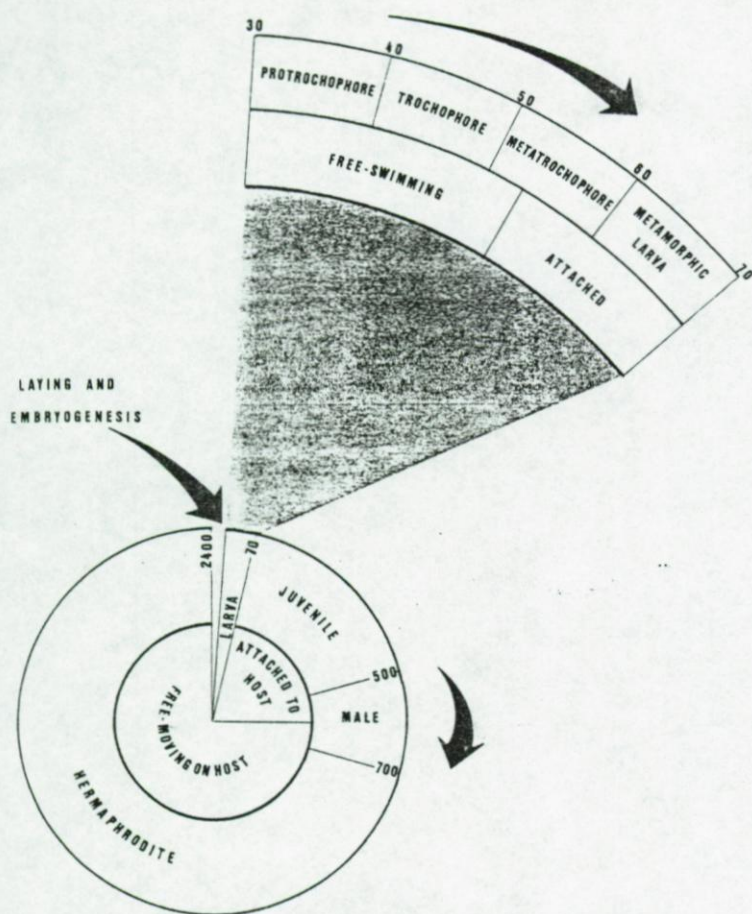 30
40
50
60
70
PROTROCHOPHORE
TROCHOPHORE
METATROCHOPHORE
METAMORPHIC
LARVA
FREE-SWIMMING
ATTACHED
LAYING AND
EMBRYOGENESIS
2400
LARVA
70
JUVENILE
ATTACHED TO
HOST
500
MALE
700
FREE-MOVING ON HOST
HERMAPHRODITE